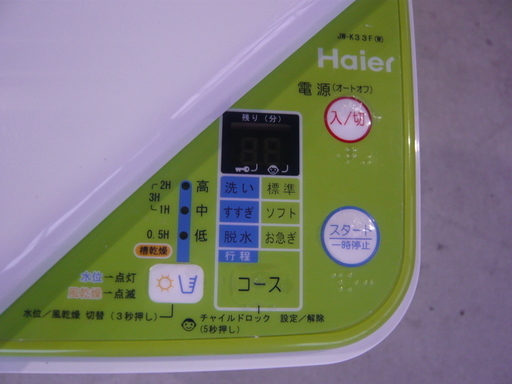 JW-K33F(W)
Haier
電源(オートオフ)
入/切
残り(分)
洗い 標準
すすぎ ソフト
脱水 お急ぎ
行程
コース
2H 高
3H
1H 中
0.5H 低
槽乾燥
水位→点灯
風乾燥→点滅
水位/風乾燥 切替(3秒押し)
スタート
一時停止
チャイルドロック 設定/解除
(5秒押し)